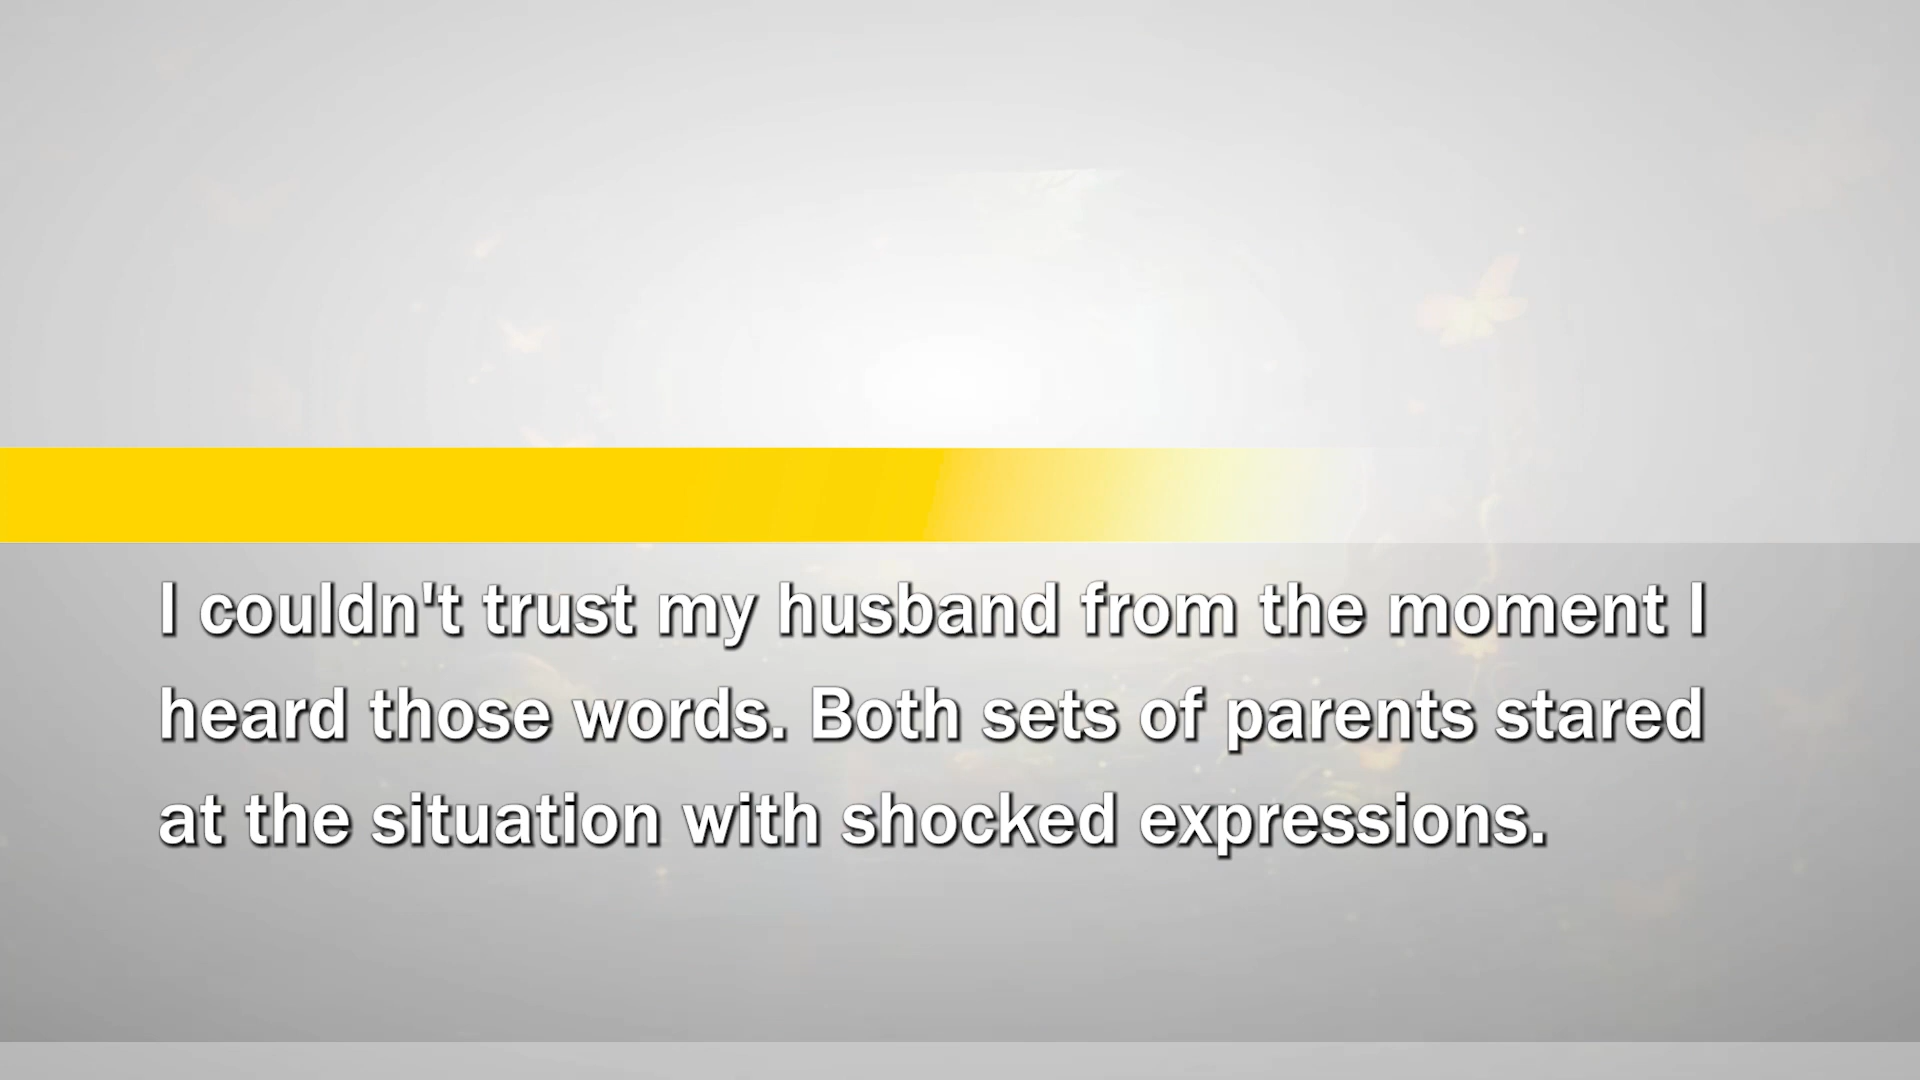 I couldn't trust my husband from the moment I
heard those words. Both sets of parents stared
at the situation with shocked expressions.